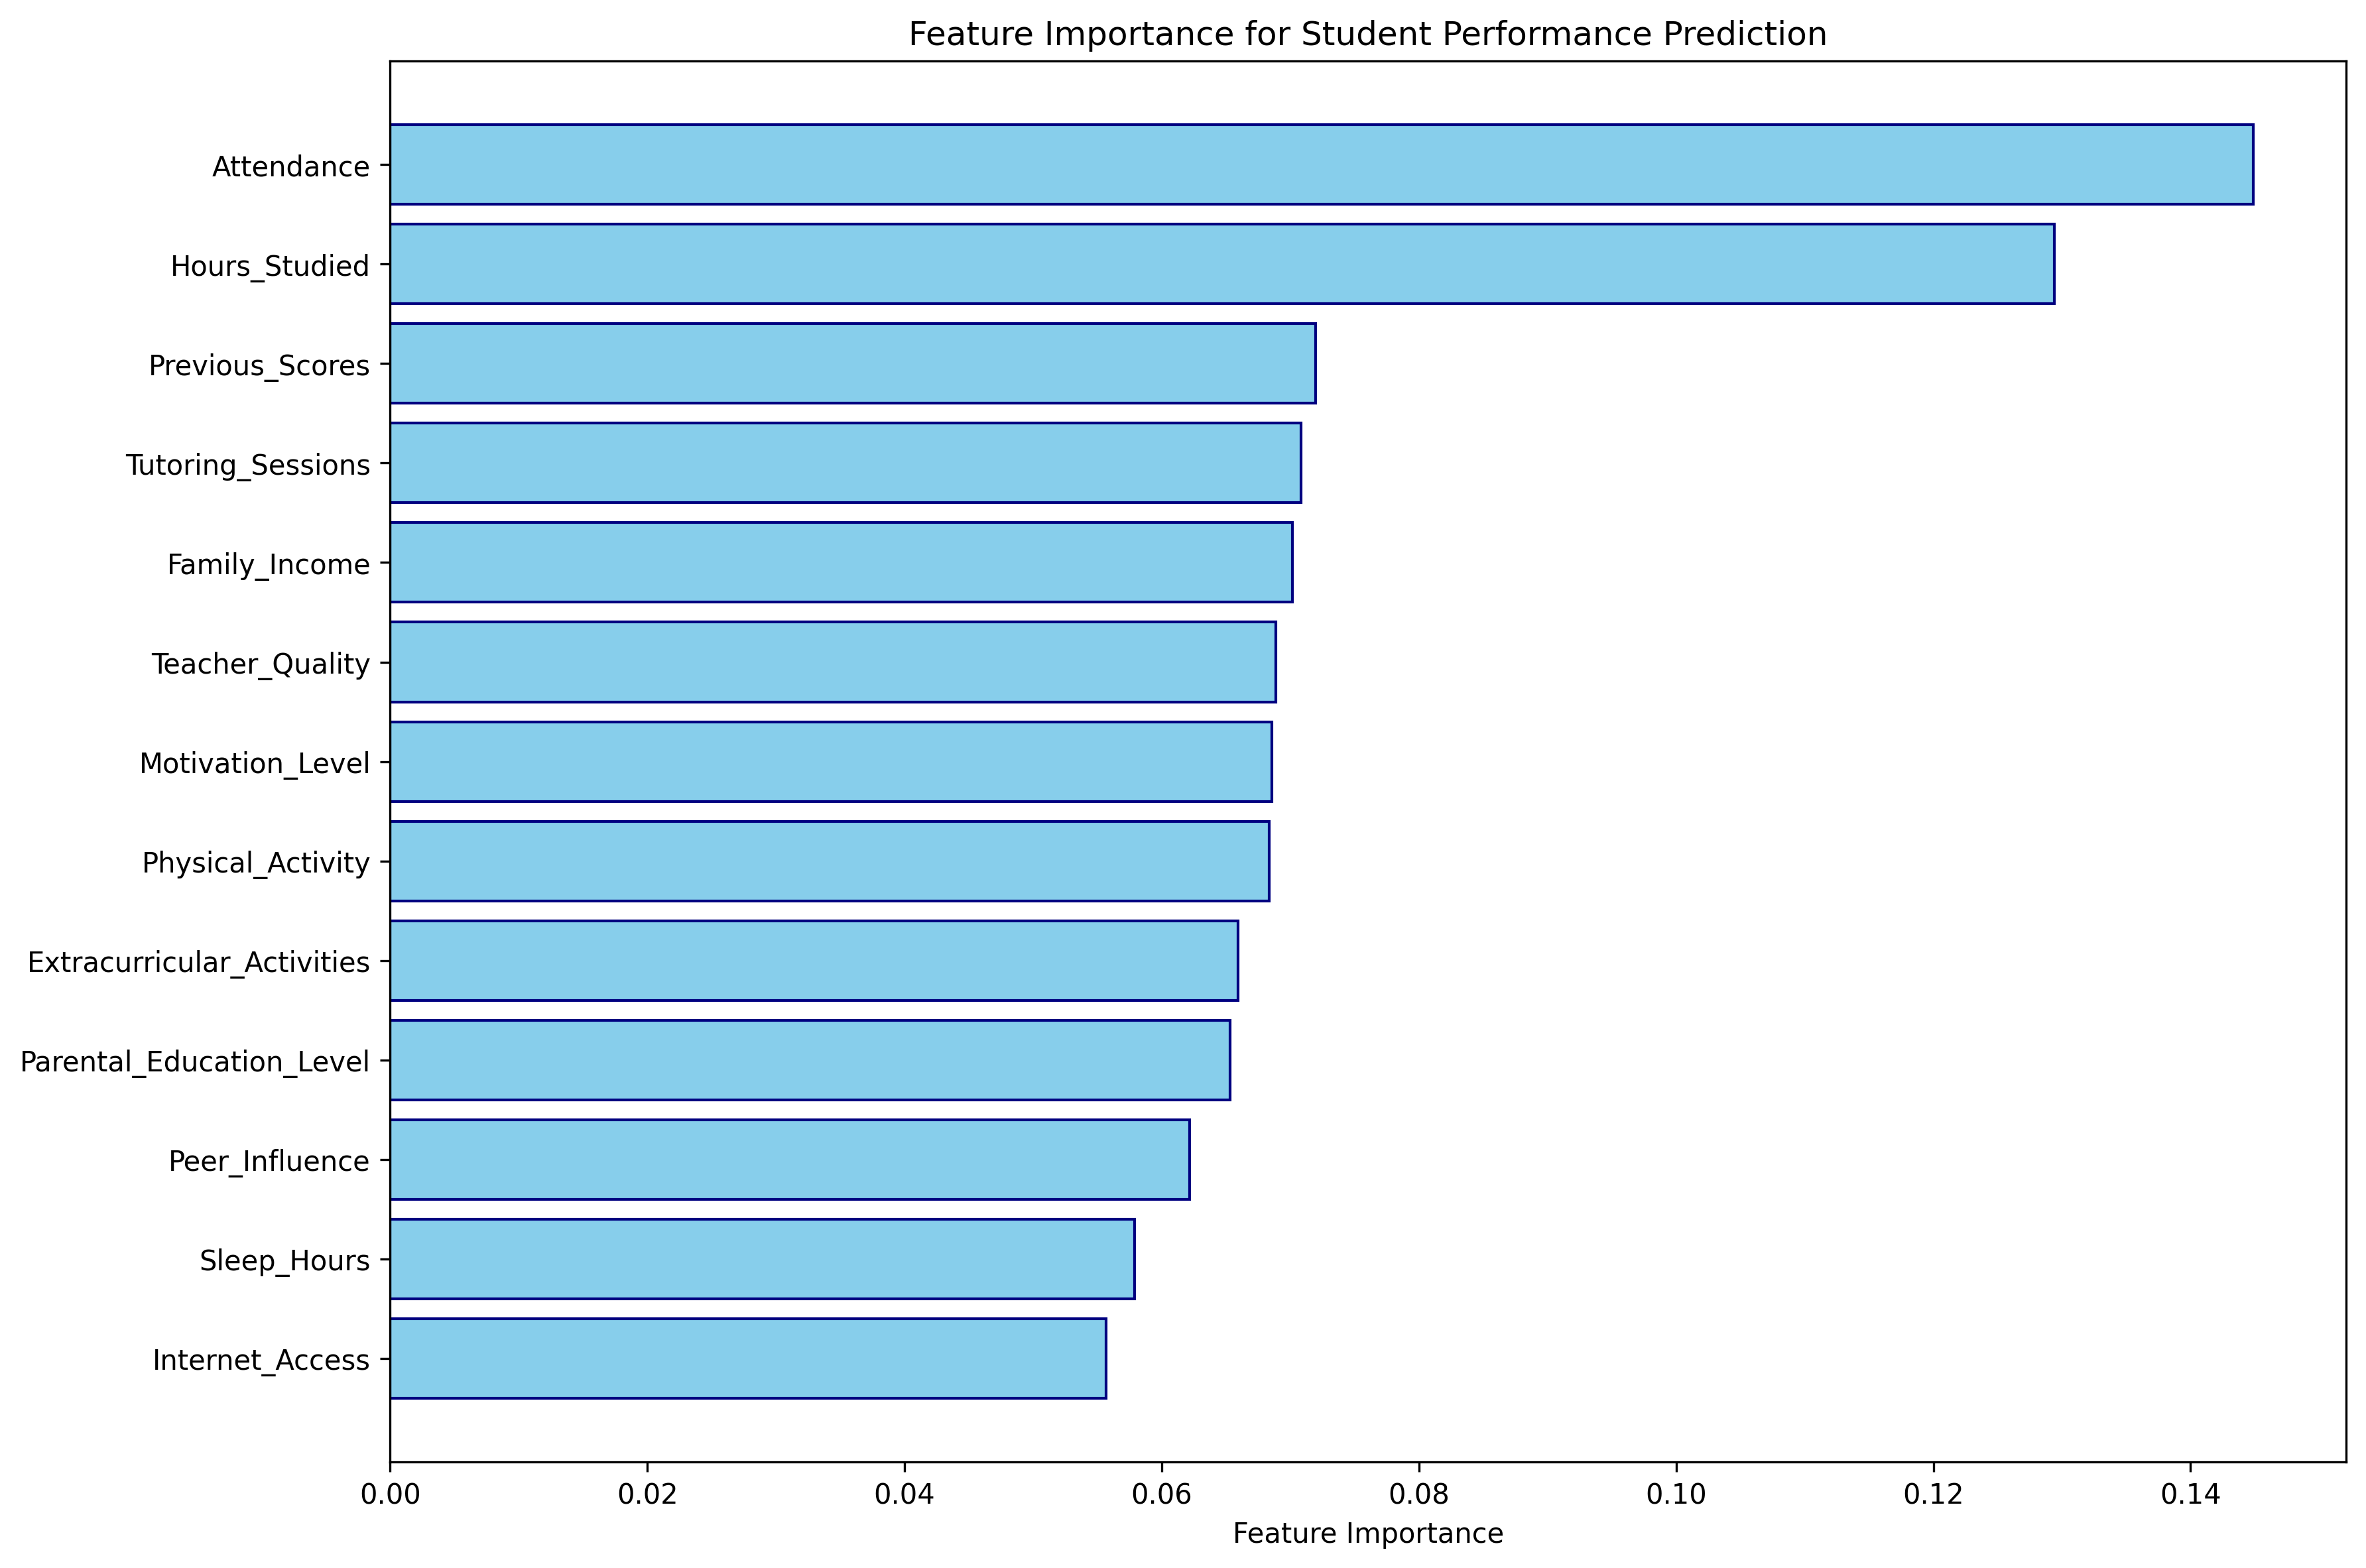 Feature Importance for Student Performance Prediction
Attendance
Hours_Studied
Previous_Scores
Tutoring_Sessions
Family_Income
Teacher_Quality
Motivation_Level
Physical_Activity
Extracurricular_Activities
Parental_Education_Level
Peer_Influence
Sleep_Hours
Internet_Access
0.00 0.02 0.04 0.06 0.08 0.10 0.12 0.14
Feature Importance